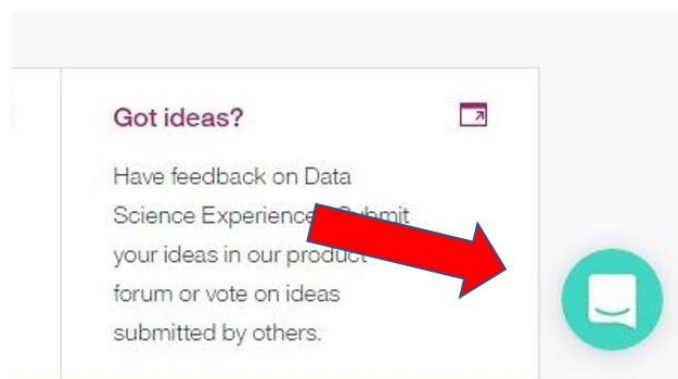 Got ideas?
Have feedback on Data
Science Experience? Submit
your ideas in our product
forum or vote on ideas
submitted by others.